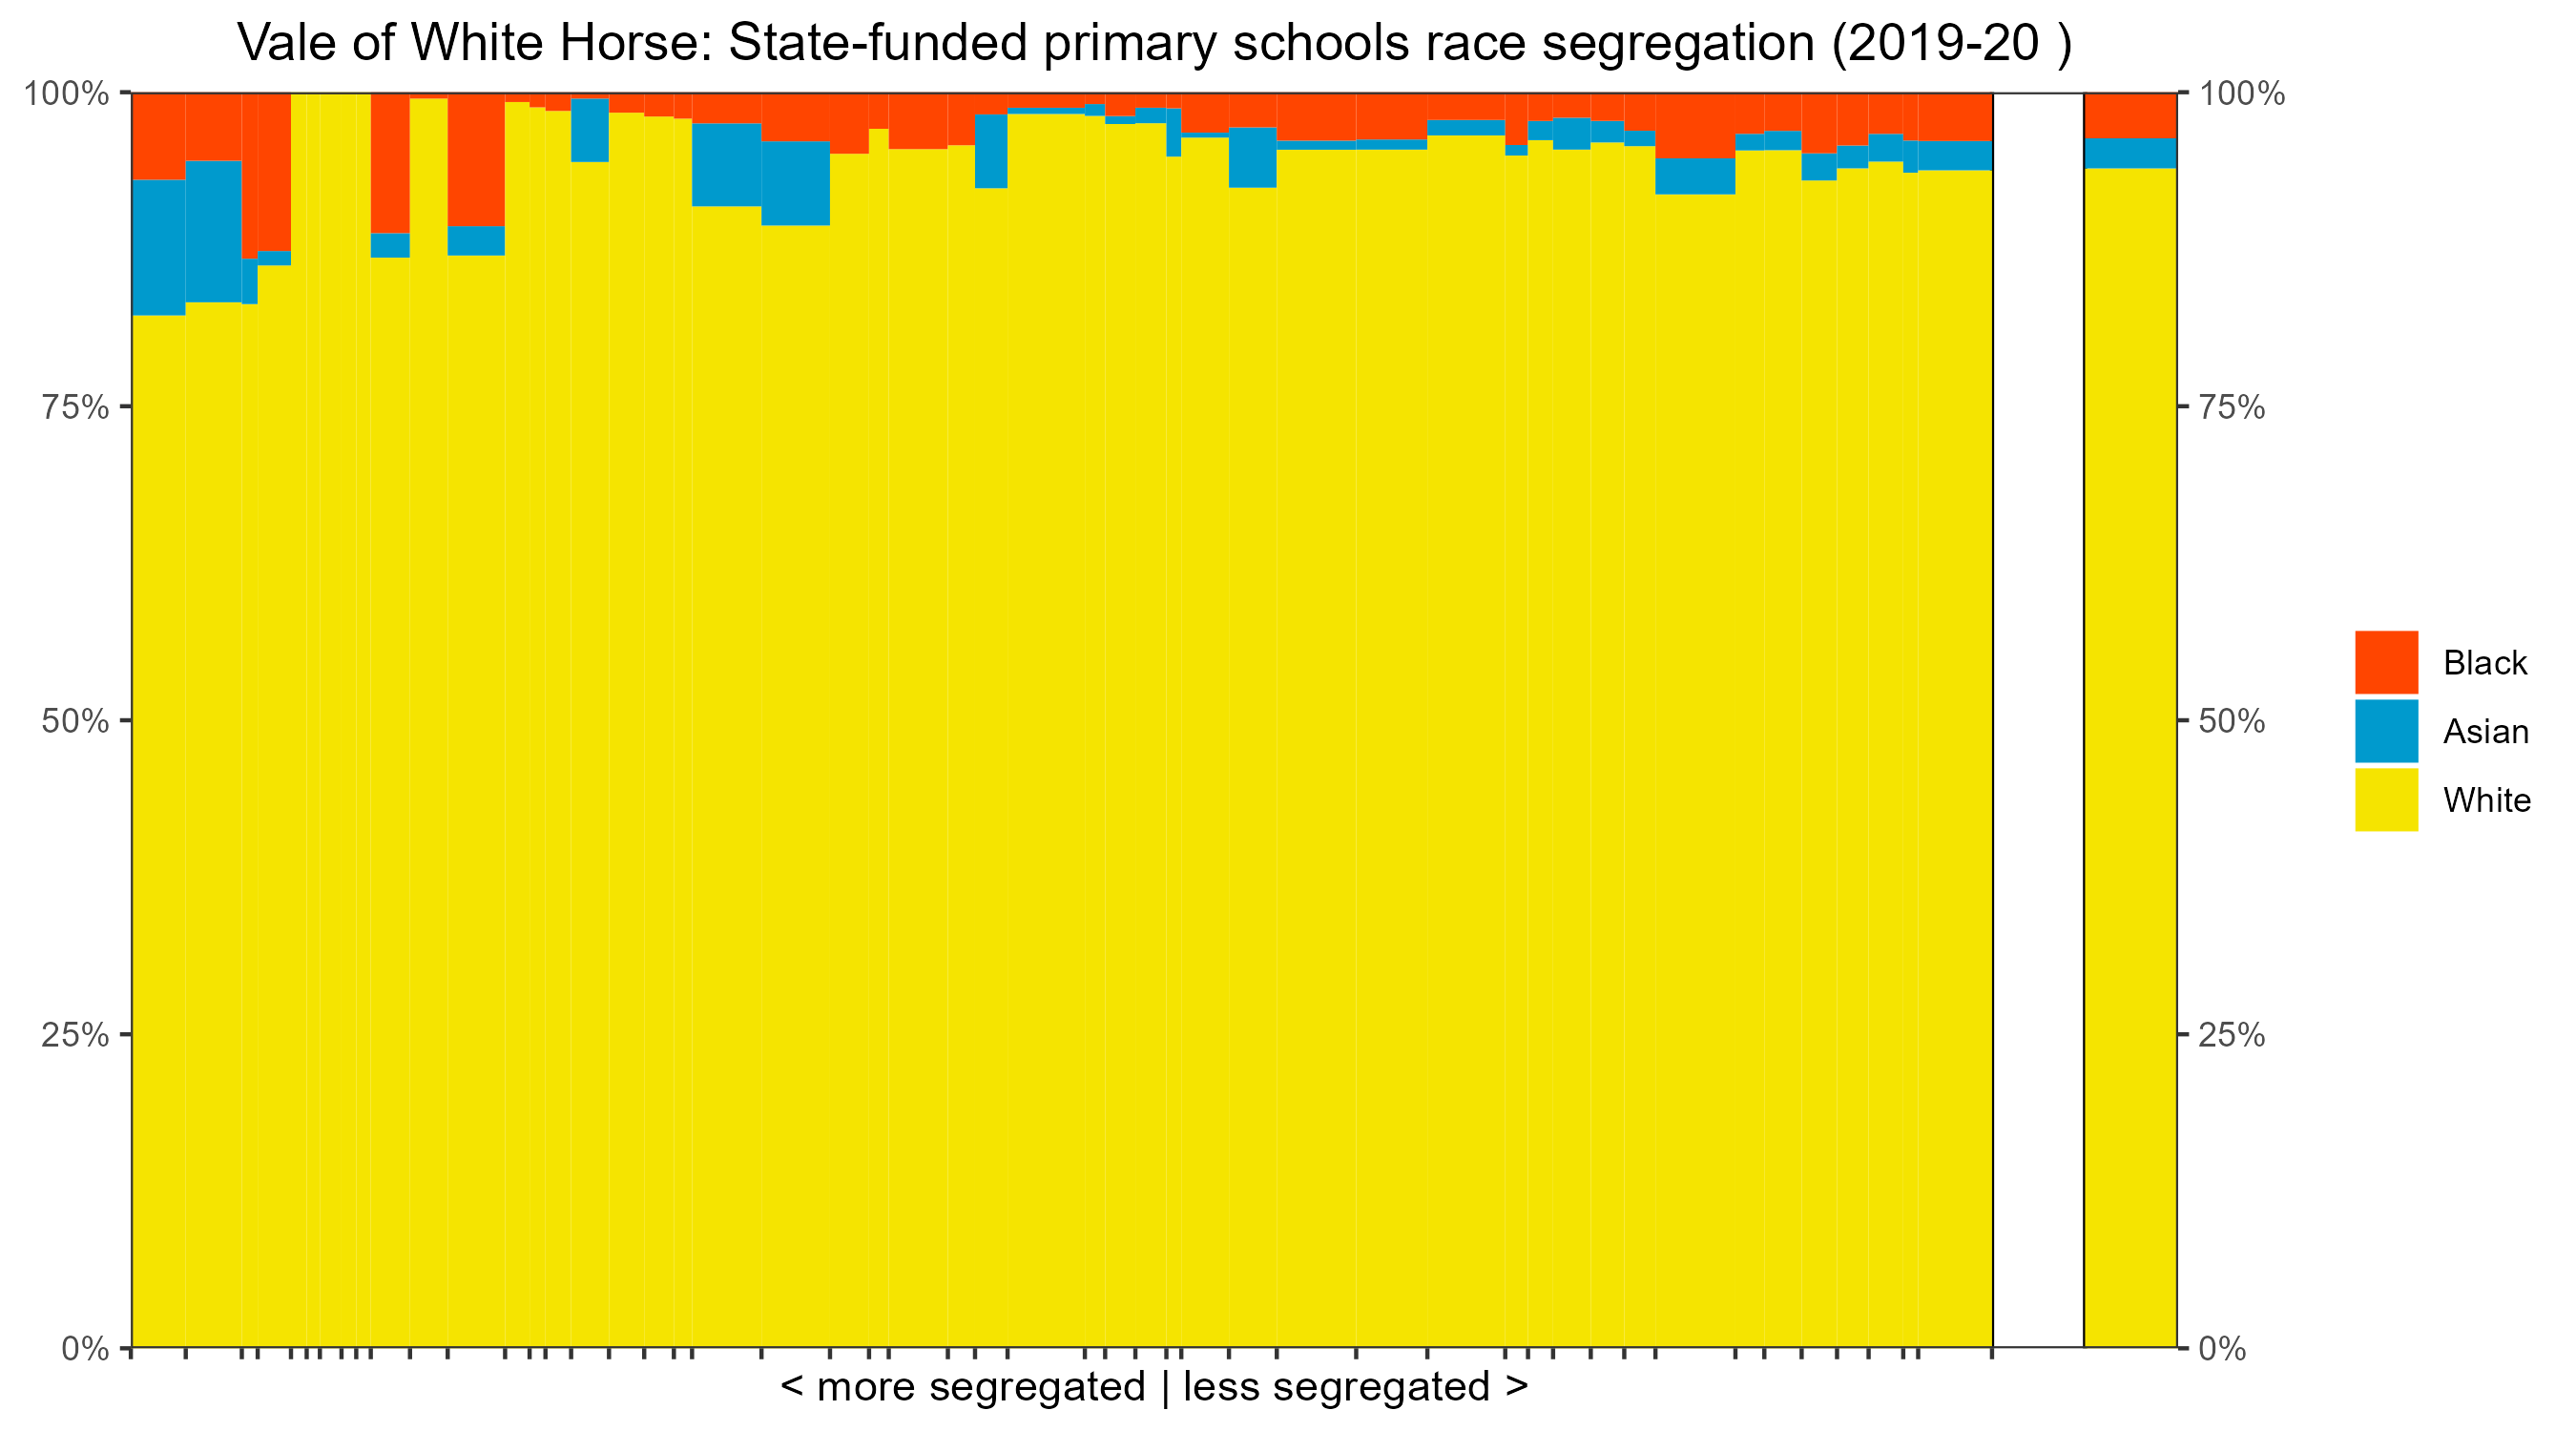 Vale of White Horse: State-funded primary schools race segregation (2019-20 )
100%
75%
50%
25%
0%
100%
75%
50%
25%
0%
Black
Asian
White
< more segregated | less segregated >